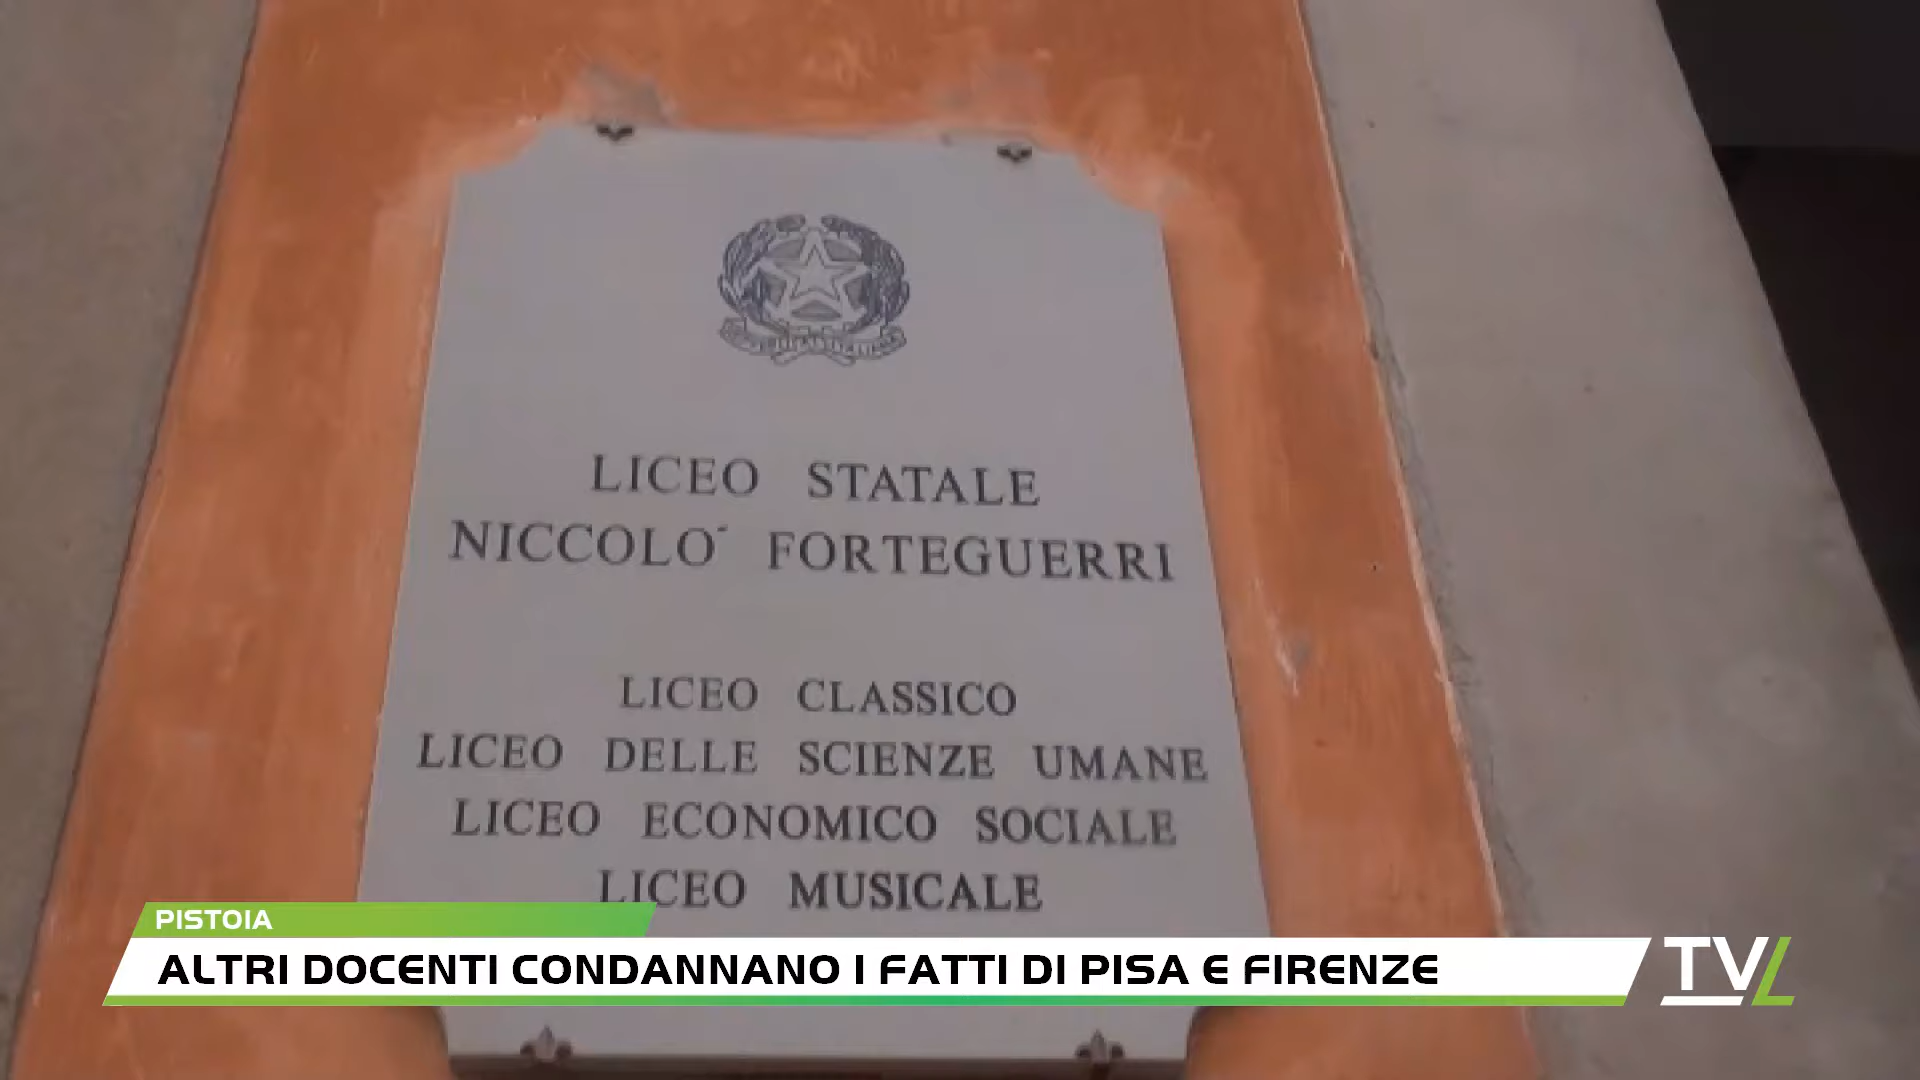 LICEO STATALE
NICCOLO´ FORTEGUERRI
LICEO CLASSICO
LICEO DELLE SCIENZE UMANE
LICEO ECONOMICO SOCIALE
LICEO MUSICALE
PISTOIA
ALTRI DOCENTI CONDANNANO I FATTI DI PISA E FIRENZE
TVL